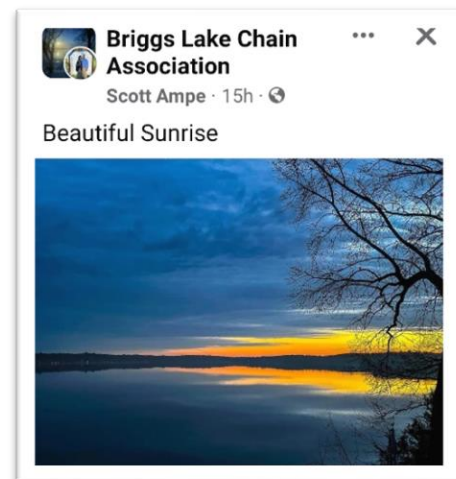 Briggs Lake Chain
Association
Scott Ampe · 15h ·
Beautiful Sunrise